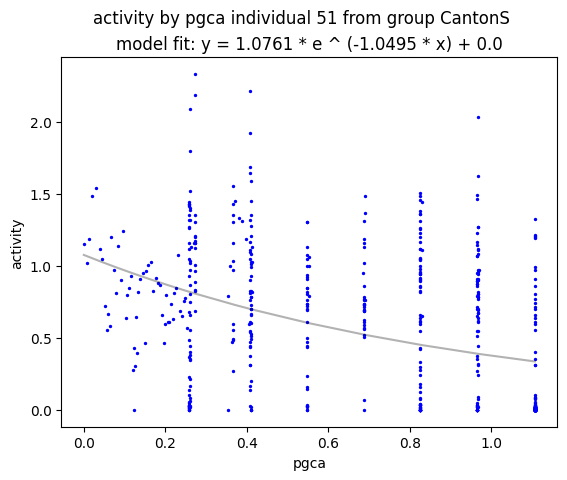 activity by pgca individual 51 from group CantonS
model fit: y = 1.0761 * e ^ (-1.0495 * x) + 0.0
activity
2.0
1.5
1.0
0.5
0.0
0.0
0.2
0.4
0.6
0.8
1.0
pgca